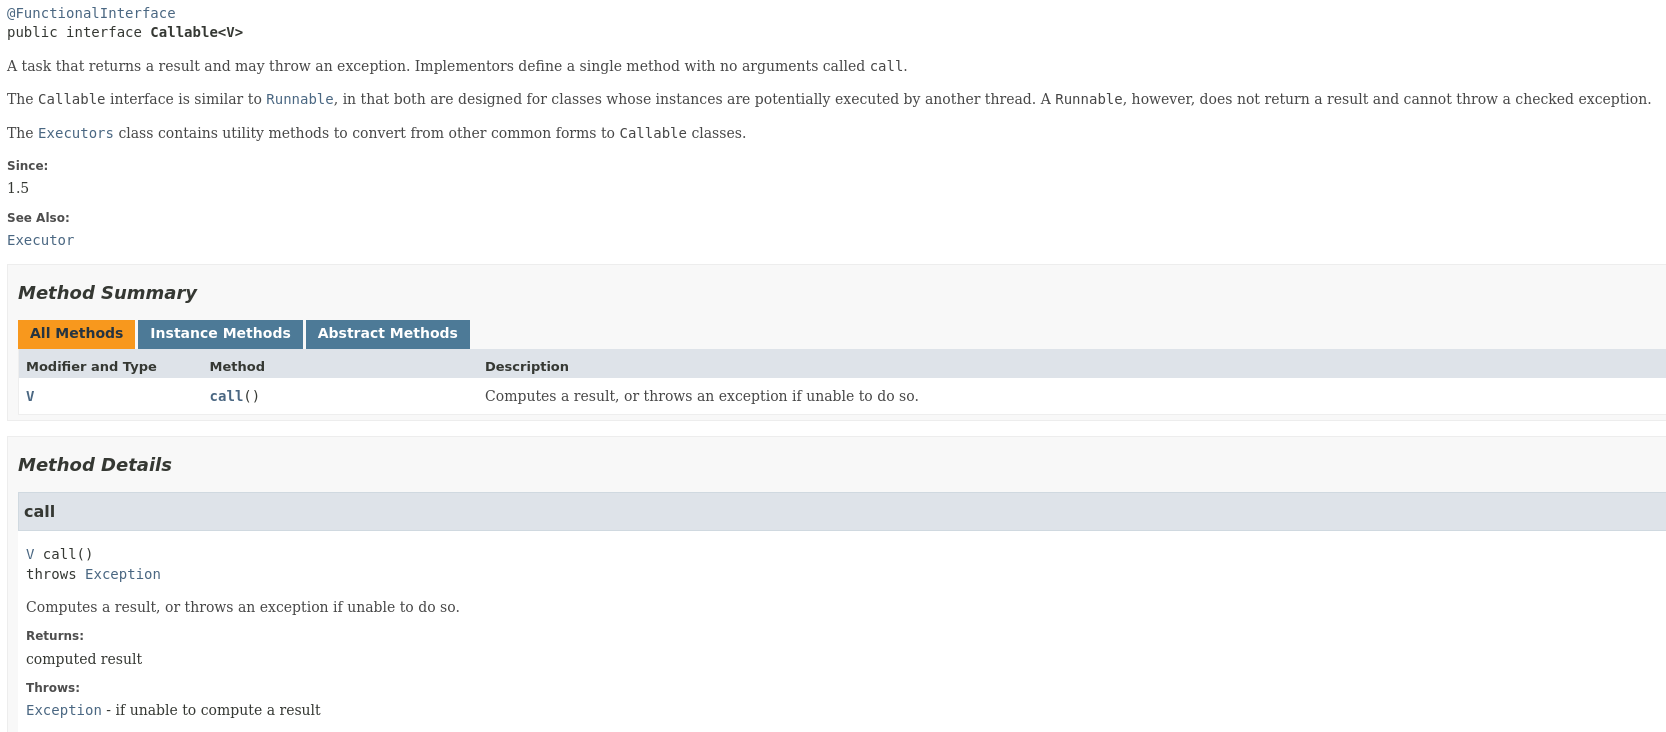 @FunctionalInterface
public interface Callable<V>
A task that returns a result and may throw an exception. Implementors define a single method with no arguments called call.
The Callable interface is similar to Runnable, in that both are designed for classes whose instances are potentially executed by another thread. A Runnable, however, does not return a result and cannot throw a checked exception.
The Executors class contains utility methods to convert from other common forms to Callable classes.
Since:
1.5
See Also:
Executor
Method Summary
All Methods Instance Methods Abstract Methods
Modifier and Type Method Description
V call() Computes a result, or throws an exception if unable to do so.
Method Details
call
V call()
throws Exception
Computes a result, or throws an exception if unable to do so.
Returns:
computed result
Throws:
Exception - if unable to compute a result